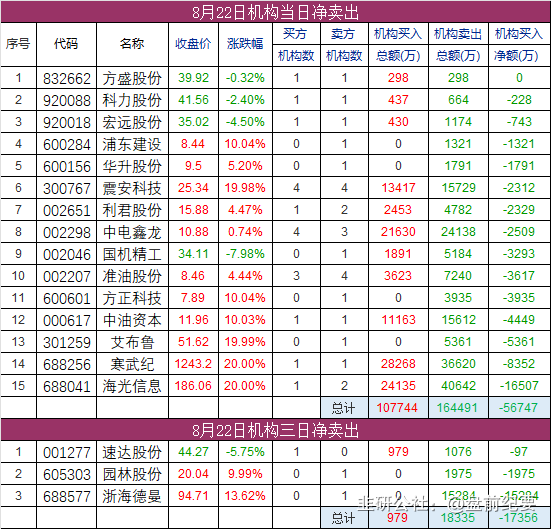 8月22日机构当日净卖出
序号 代码 名称 收盘价 涨跌幅 买方机构数 卖方机构数 机构买入总额(万) 机构卖出总额(万) 机构买入净额(万)
1 832662 方盛股份 39.92 -0.32% 1 1 298 298 0
2 920088 科力股份 41.56 -2.40% 1 1 437 664 -228
3 920018 宏远股份 35.02 -4.50% 1 1 430 1174 -743
4 600284 浦东建设 8.44 10.04% 0 1 0 1321 -1321
5 600156 华升股份 9.5 5.20% 0 1 0 1791 -1791
6 300767 震安科技 25.34 19.98% 4 4 13417 15729 -2312
7 002651 利君股份 15.88 4.47% 1 2 2453 4782 -2329
8 002298 中电鑫龙 10.88 0.74% 4 3 21630 24138 -2509
9 002046 国机精工 34.11 -7.98% 0 1 1891 5184 -3293
10 002207 准油股份 8.46 4.44% 3 4 3623 7240 -3617
11 600601 方正科技 7.89 10.04% 1 1 0 3935 -3935
12 000617 中油资本 11.96 10.03% 1 1 11163 15612 -4449
13 301259 艾布鲁 51.62 19.99% 0 1 0 5361 -5361
14 688256 寒武纪 1243.2 20.00% 1 1 28268 36620 -8352
15 688041 海光信息 186.06 20.00% 1 2 24135 40642 -16507
总计 107744 164491 -56747
8月22日机构三日净卖出
1 001277 速达股份 44.27 -5.75% 1 0 979 1076 -97
2 605303 园林股份 20.04 9.99% 0 1 0 1975 -1975
3 688577 浙海德曼 94.71 13.62% 0 1 0 15284 -15284
总计 979 18335 -17356
韭研公社：@盘前纪要